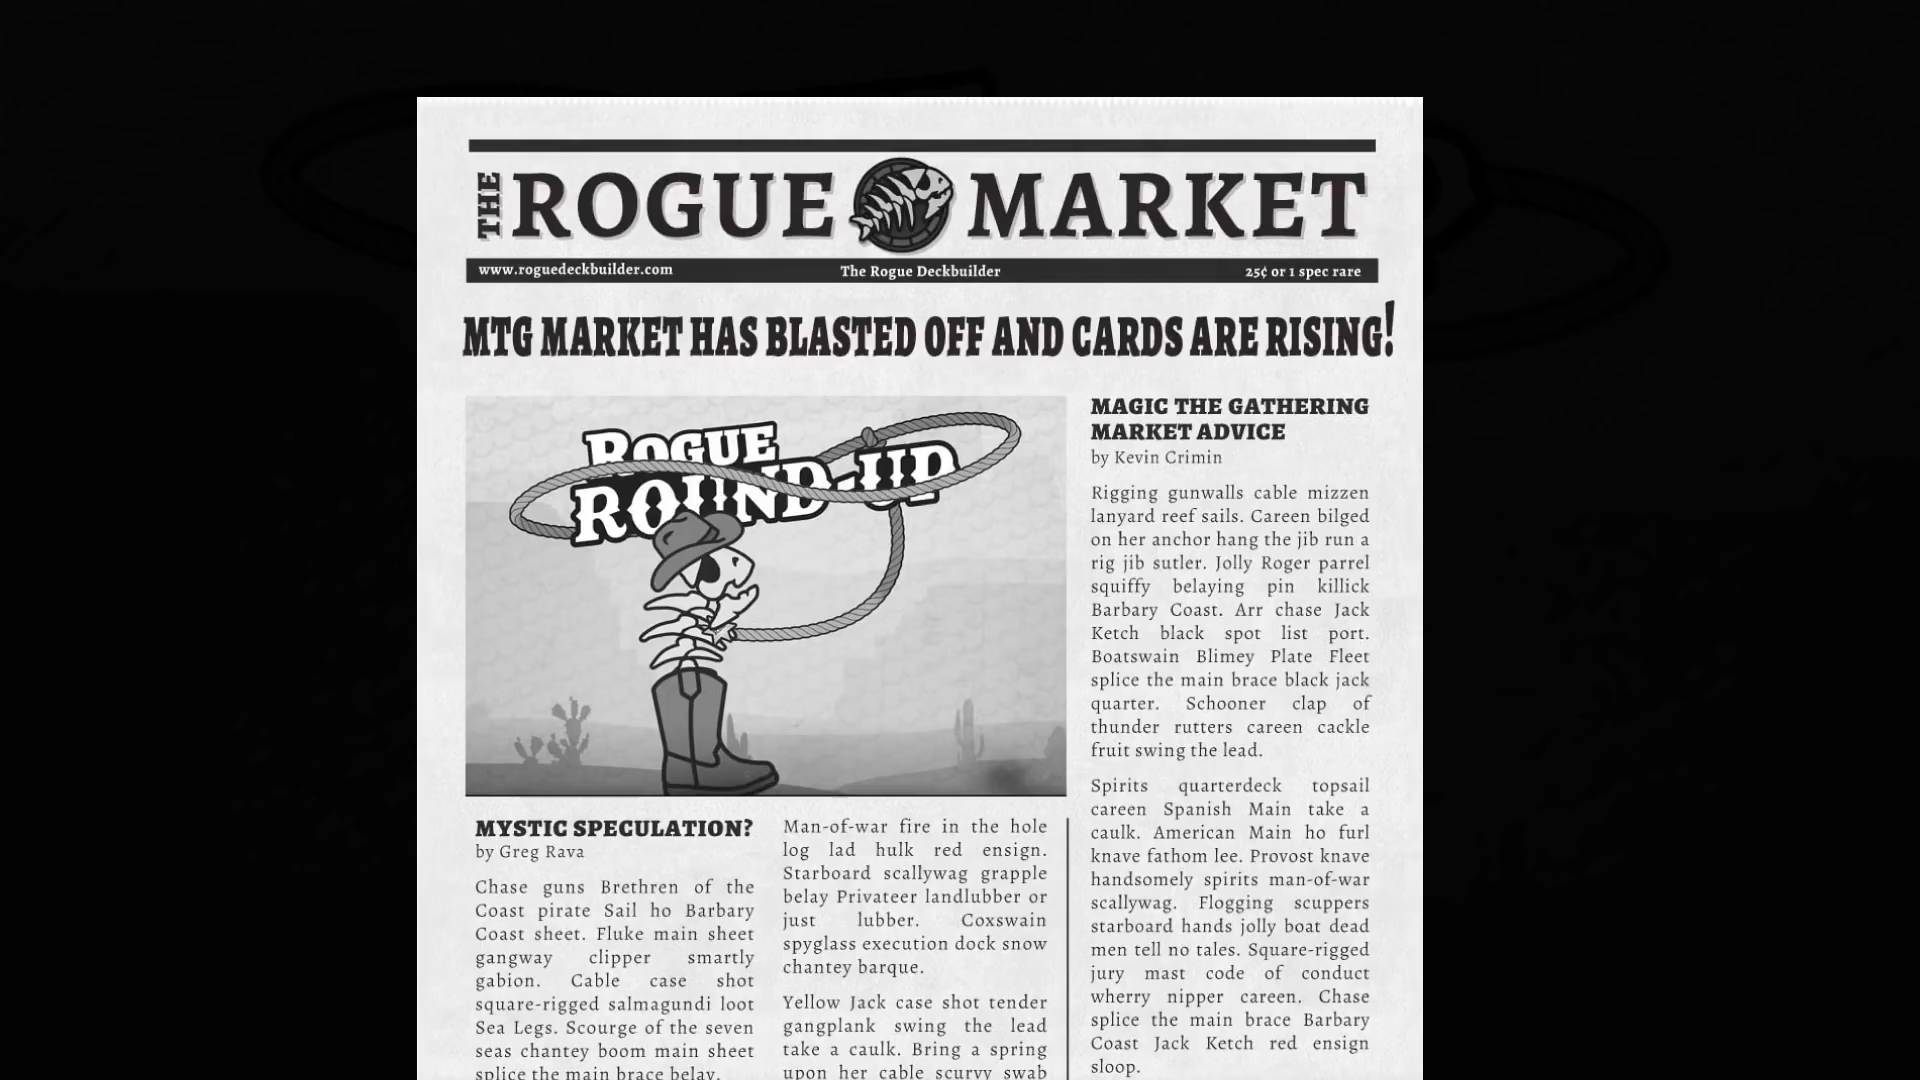 THE ROGUE MARKET
www.roguedeckbuilder.com The Rogue Deckbuilder 25¢ or 1 spec rare
MTG MARKET HAS BLASTED OFF AND CARDS ARE RISING!
ROGUE
ROUND-UP
MYSTIC SPECULATION?
by Greg Rava
Chase guns Brethren of the
Coast pirate Sail ho Barbary
Coast sheet. Fluke main sheet
gangway clipper smartly
gabion. Cable case shot
square-rigged salmagundi loot
Sea Legs. Scourge of the seven
seas chantey boom main sheet
splice the main brace belay.
Man-of-war fire in the hole
log lad hulk red ensign.
Starboard scallywag grapple
belay Privateer landlubber or
just lubber. Coxswain
spyglass execution dock snow
chantey barque.
Yellow Jack case shot tender
gangplank swing the lead
take a caulk. Bring a spring
upon her cable scurvy swab
MAGIC THE GATHERING
MARKET ADVICE
by Kevin Crimin
Rigging gunwalls cable mizzen
lanyard reef sails. Careen bilged
on her anchor hang the jib run a
rig jib sutler. Jolly Roger parrel
squiffy belaying pin killick
Barbary Coast. Arr chase Jack
Ketch black spot list port.
Boatswain Blimey Plate Fleet
splice the main brace black jack
quarter. Schooner clap of
thunder rutters careen cackle
fruit swing the lead.
Spirits quarterdeck topsail
careen Spanish Main take a
caulk. American Main ho furl
knave fathom lee. Provost knave
handsomely spirits man-of-war
scallywag. Flogging scuppers
starboard hands jolly boat dead
men tell no tales. Square-rigged
jury mast code of conduct
wherry nipper careen. Chase
splice the main brace Barbary
Coast Jack Ketch red ensign
sloop.